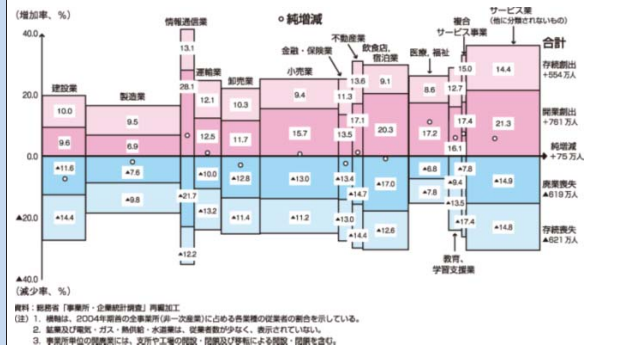 (増加率、%)
○ 純増減
40.0
20.0
0.0
▲20.0
▲40.0
(減少率、%)
建設業
製造業
情報通信業
運輸業
卸売業
小売業
金融・保険業
不動産業
飲食店、
宿泊業
医療、福祉
複合
サービス事業
サービス業
(他に分類されないもの)
教育、
学習支援業
10.0
9.5
13.1
12.1
10.3
9.4
11.3
13.6
9.1
8.6
12.7
15.0
14.4
9.6
6.9
28.1
12.5
11.7
15.7
13.5
17.1
20.3
17.2
16.1
17.4
21.3
▲11.6
▲7.6
▲21.7
▲10.0
▲12.8
▲13.0
▲13.4
▲14.7
▲17.0
▲6.8
▲9.4
▲7.8
▲14.9
▲14.4
▲9.8
▲12.2
▲13.2
▲11.4
▲11.2
▲13.0
▲14.4
▲12.6
▲7.8
▲13.5
▲17.4
▲14.8
合計
存続創出
+554万人
開業創出
+761万人
純増減
+75万人
廃業喪失
▲619万人
存続喪失
▲621万人
資料:総務省「事業所・企業統計調査」再編加工
(注) 1. 横軸は、2004年期首の全事業所(非一次産業)に占める各業種の従業者の割合を示している。
2. 鉱業及び電気・ガス・熱供給・水道業は、従業者数が少なく、表示されていない。
3. 事業所単位の開廃業には、支所や工場の開設・閉鎖及び移転による開設・閉鎖を含む。